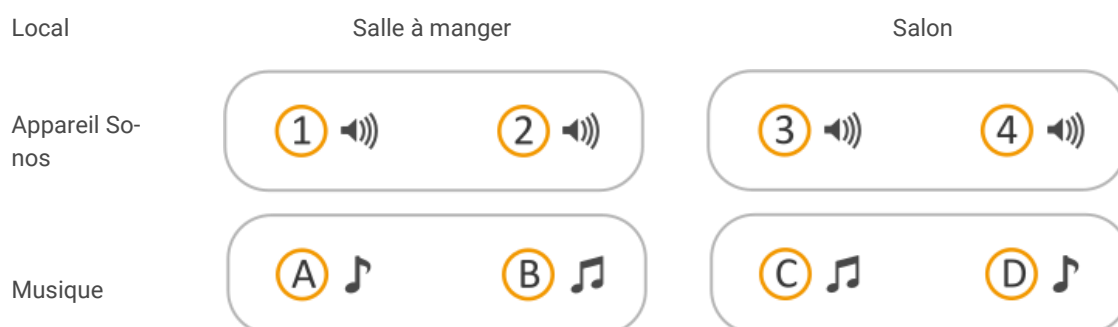 Local Salle à manger Salon
Appareil So-
nos
1 2 3 4
A B C D
Musique